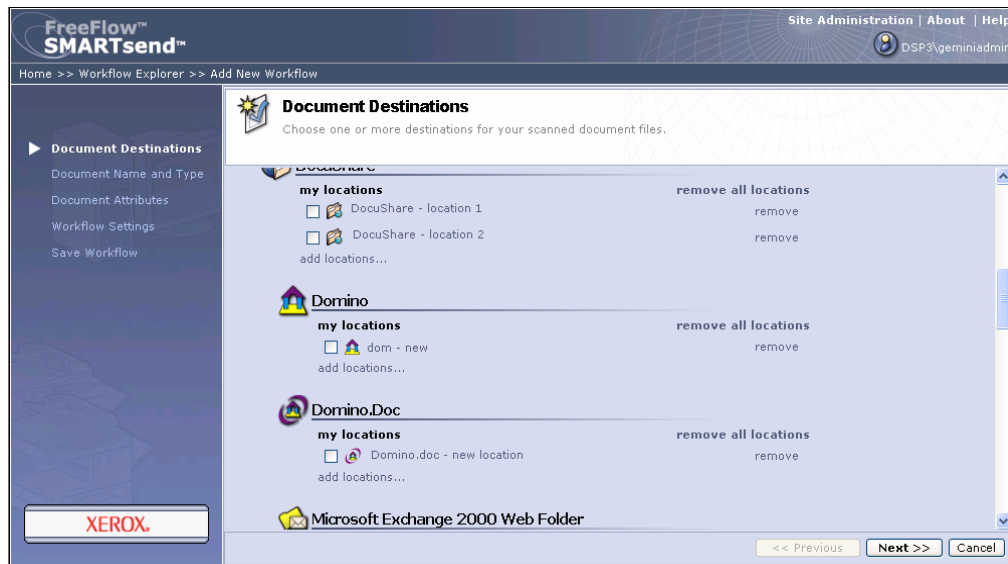 FreeFlow™
SMARTsend™
Site Administration | About | Help
DSP3\geminiadmin
Home >> Workflow Explorer >> Add New Workflow
Document Destinations
Choose one or more destinations for your scanned document files.
Document Destinations
Document Name and Type
Document Attributes
Workflow Settings
Save Workflow
DocuShare
my locations remove all locations
DocuShare - location 1 remove
DocuShare - location 2 remove
add locations...
Domino
my locations remove all locations
dom - new remove
add locations...
Domino.Doc
my locations remove all locations
Domino.doc - new location remove
add locations...
Microsoft Exchange 2000 Web Folder
XEROX.
<< Previous Next >> Cancel